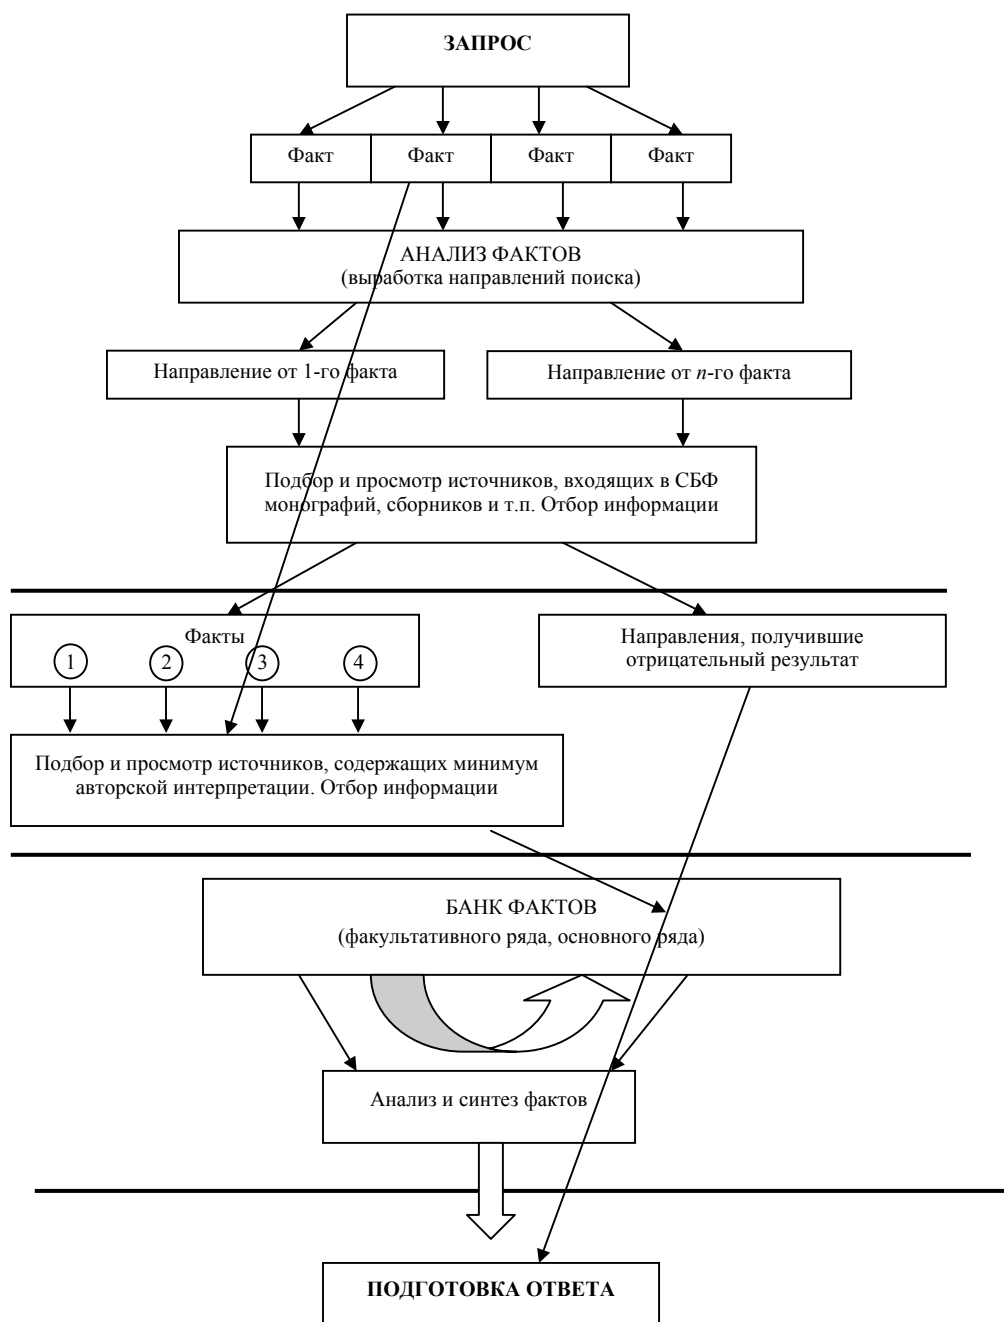 ЗАПРОС
Факт
Факт
Факт
Факт
АНАЛИЗ ФАКТОВ
(выработка направлений поиска)
Направление от 1-го факта
Направление от n-го факта
Подбор и просмотр источников, входящих в СБФ
монографий, сборников и т.п. Отбор информации
Факты
1
2
3
4
Направления, получившие
отрицательный результат
Подбор и просмотр источников, содержащих минимум
авторской интерпретации. Отбор информации
БАНК ФАКТОВ
(факультативного ряда, основного ряда)
Анализ и синтез фактов
ПОДГОТОВКА ОТВЕТА